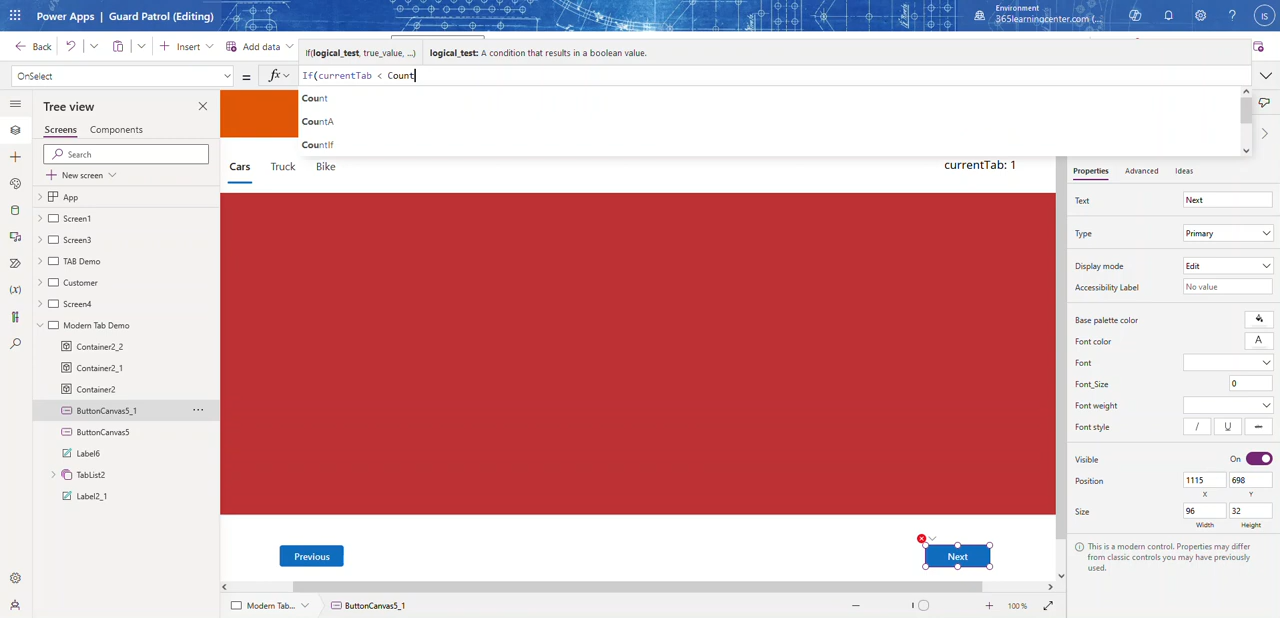 Power Apps | Guard Patrol (Editing)
Environment
365learningcenter.com (...
IS
Back
Insert
Add data
If(logical_test, true_value, ...)
logical_test: A condition that results in a boolean value.
OnSelect
=
fx
If(currentTab < Count
Count
CountA
CountIf
Tree view
Screens
Components
Search
New screen
App
Screen1
Screen3
TAB Demo
Customer
Screen4
Modern Tab Demo
Container2_2
Container2_1
Container2
ButtonCanvas5_1
ButtonCanvas5
Label6
TabList2
Label2_1
Cars
Truck
Bike
currentTab: 1
Previous
Next
Properties
Advanced
Ideas
Text
Next
Type
Primary
Display mode
Edit
Accessibility Label
No value
Base palette color
Font color
A
Font
Font_Size
0
Font weight
Font style
/
U
Visible
On
Position
1115
698
X
Y
Size
96
32
Width
Height
This is a modern control. Properties may differ
from classic controls you may have previously
used.
Modern Tab...
ButtonCanvas5_1
100 %